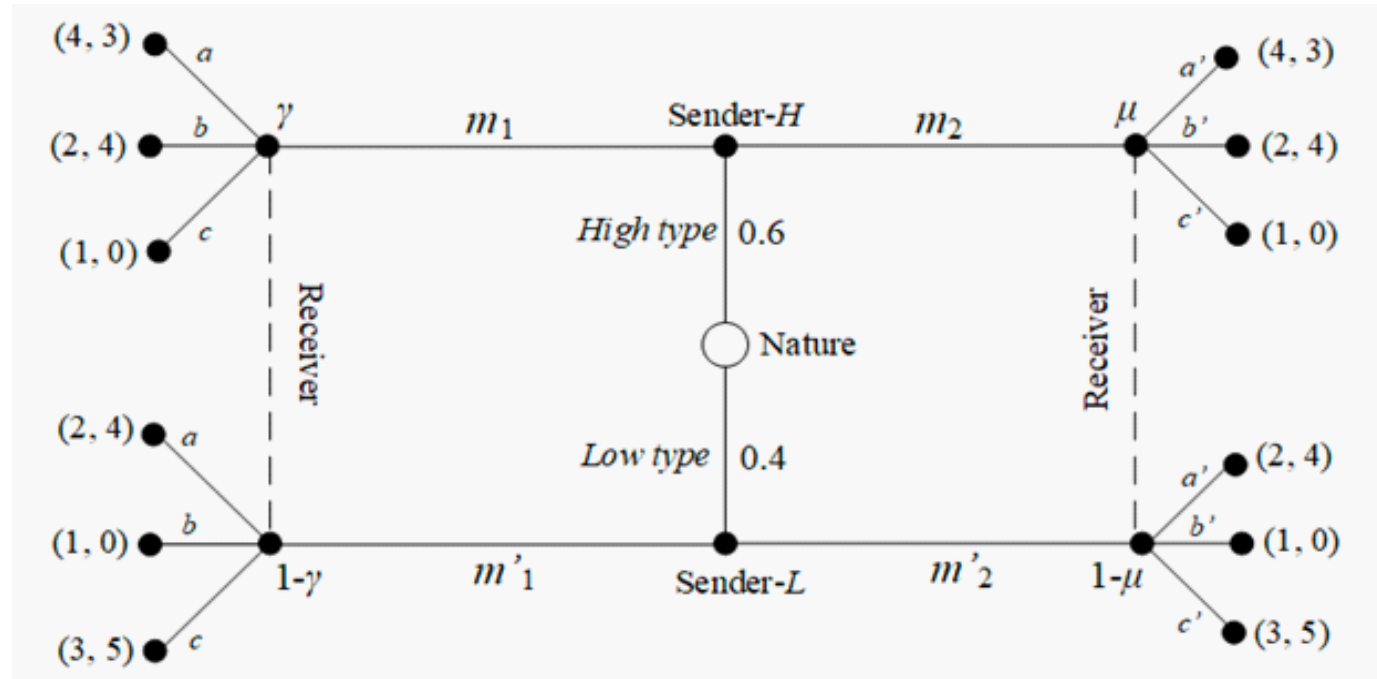 (4, 3) a γ m₁ Sender-H m₂ μ a' (4, 3)
(2, 4) b b' (2, 4)
(1, 0) c c' (1, 0)
High type 0.6
Receiver
Nature
Receiver
Low type 0.4
(2, 4) a a' (2, 4)
(1, 0) b b' (1, 0)
1-γ m'₁ Sender-L m'₂ 1-μ
(3, 5) c c' (3, 5)